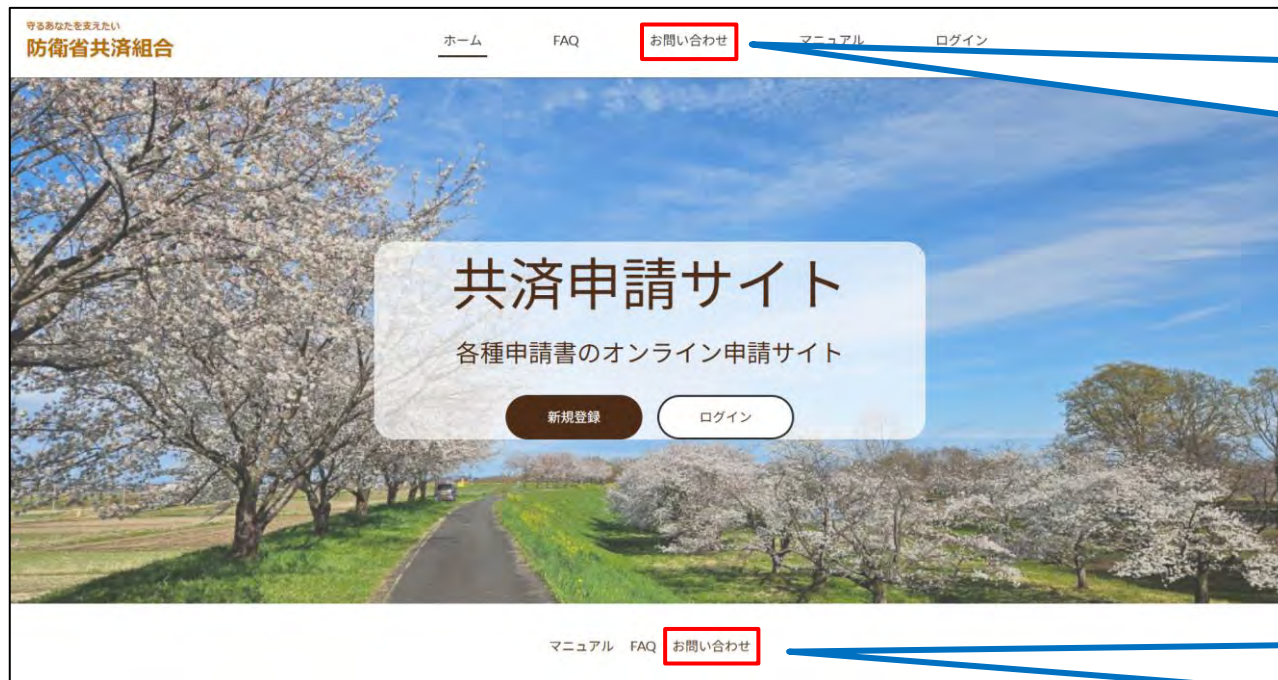 守るあなたを支えたい
防衛省共済組合
ホーム FAQ お問い合わせ マニュアル ログイン
共済申請サイト
各種申請書のオンライン申請サイト
新規登録 ログイン
マニュアル FAQ お問い合わせ